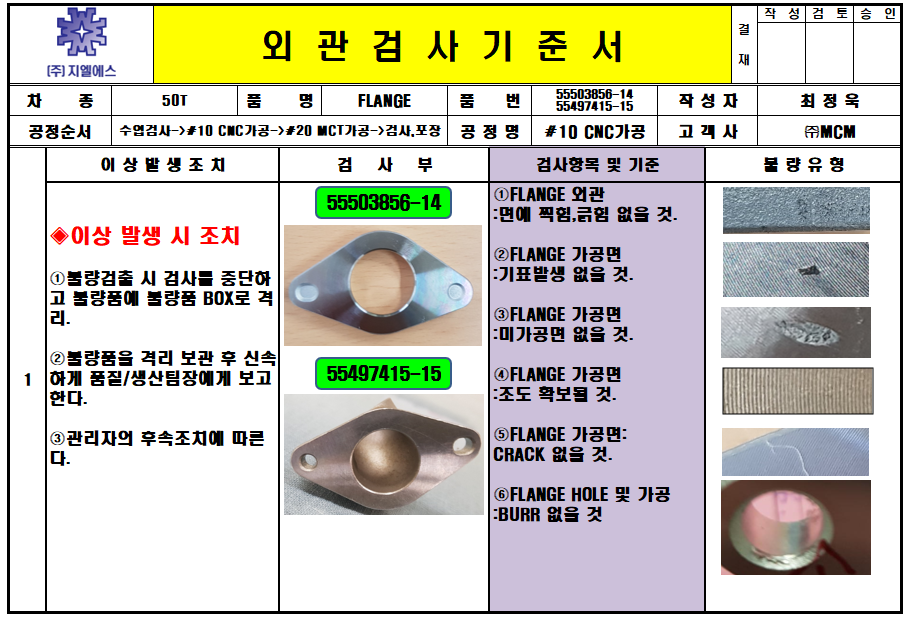 (주)지엘에스
외 관 검 사 기 준 서
결 재
작 성 검 토 승 인
차 종 50T 품 명 FLANGE 품 번 55503856-14
55497415-15
작 성 자 최 정 욱
공정순서 수업검사->#10 CNC가공->#20 MCT가공->검사,포장 공 정 명 #10 CNC가공 고 객 사 ㈜MCM
이 상 발 생 조 치 검 사 부 검사항목 및 기준 불 량 유 형
1
◈이상 발생 시 조치
①불량검출 시 검사를 중단하
고 불량품에 불량품 BOX로 격
리.
②불량품을 격리 보관 후 신속
하게 품질/생산팀장에게 보고
한다.
③관리자의 후속조치에 따른
다.
55503856-14
55497415-15
①FLANGE 외관
:면에 찍힘,긁힘 없을 것.
②FLANGE 가공면
:기표발생 없을 것.
③FLANGE 가공면
:미가공면 없을 것.
④FLANGE 가공면
:조도 확보될 것.
⑤FLANGE 가공면:
CRACK 없을 것.
⑥FLANGE HOLE 및 가공
:BURR 없을 것